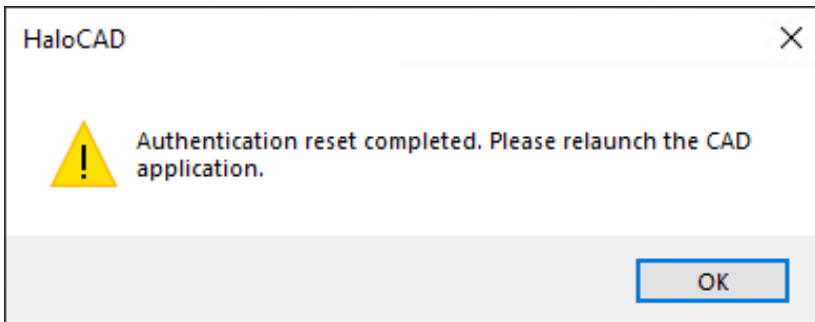 HaloCAD
Authentication reset completed. Please relaunch the CAD
application.
OK